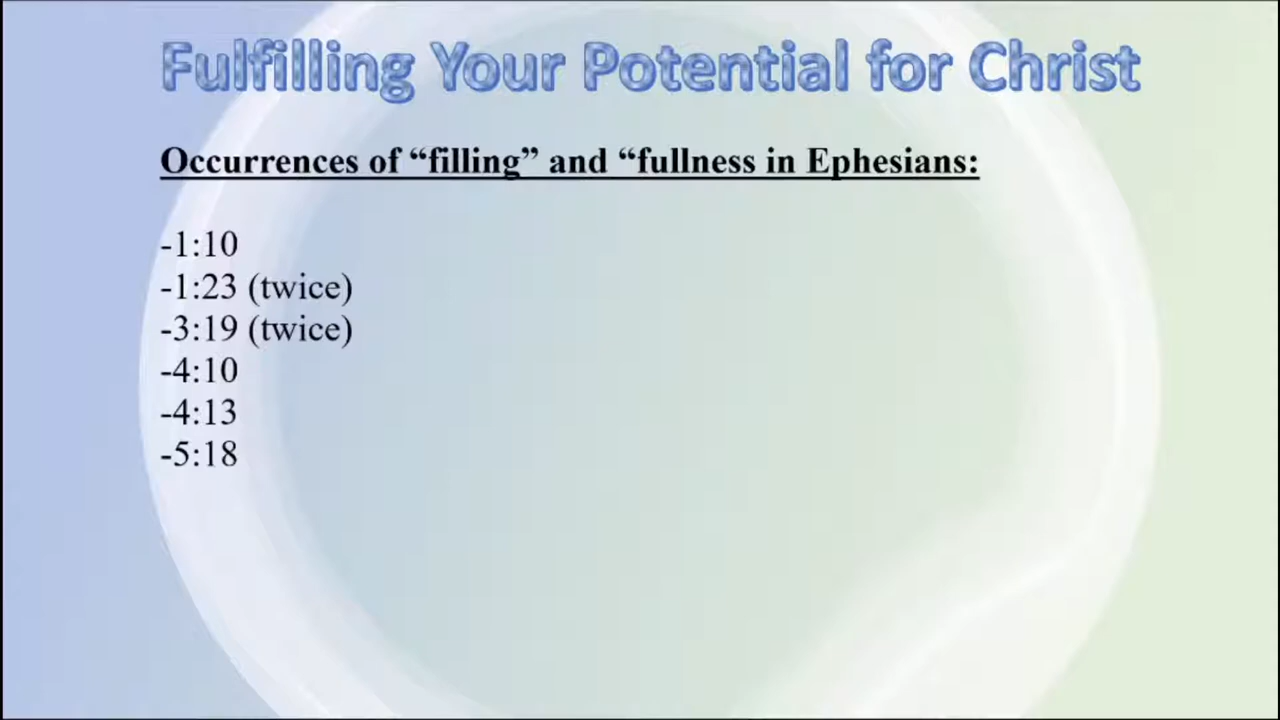 Fulfilling Your Potential for Christ
Occurrences of “filling” and “fullness in Ephesians:
-1:10
-1:23 (twice)
-3:19 (twice)
-4:10
-4:13
-5:18